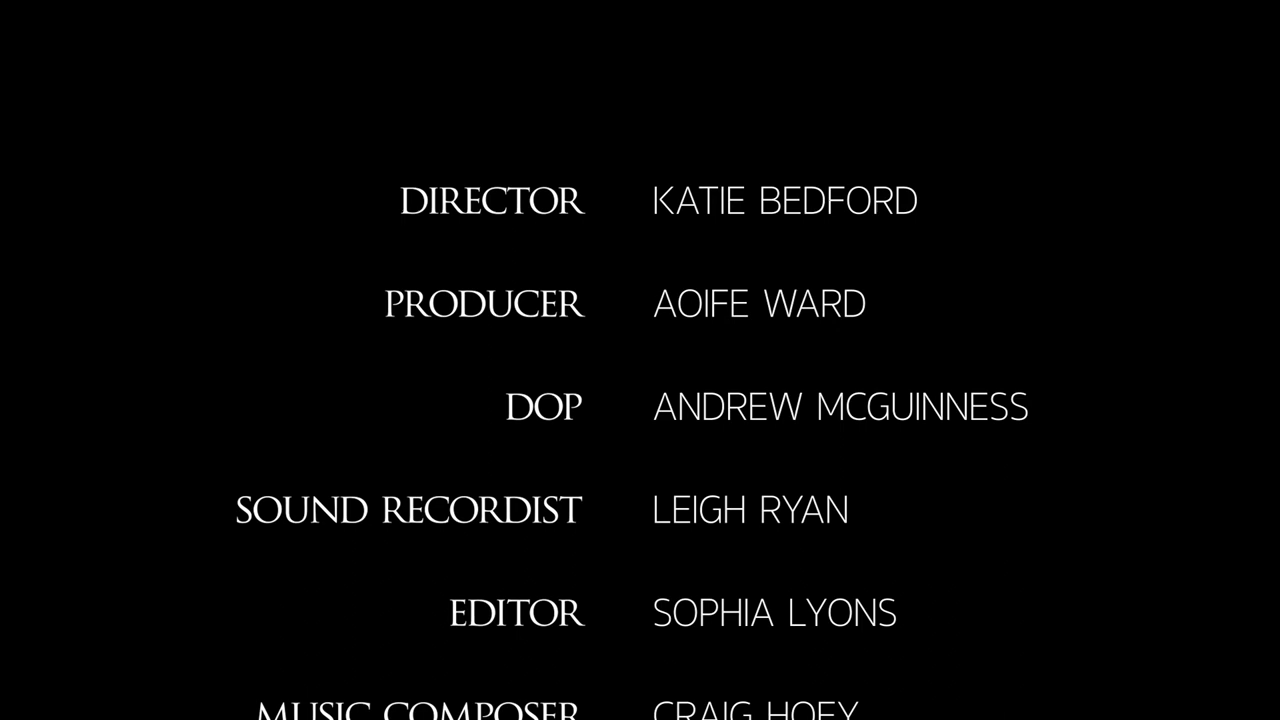 DIRECTOR KATIE BEDFORD
PRODUCER AOIFE WARD
DOP ANDREW MCGUINNESS
SOUND RECORDIST LEIGH RYAN
EDITOR SOPHIA LYONS
MUSIC COMPOSER CRAIG HOEY